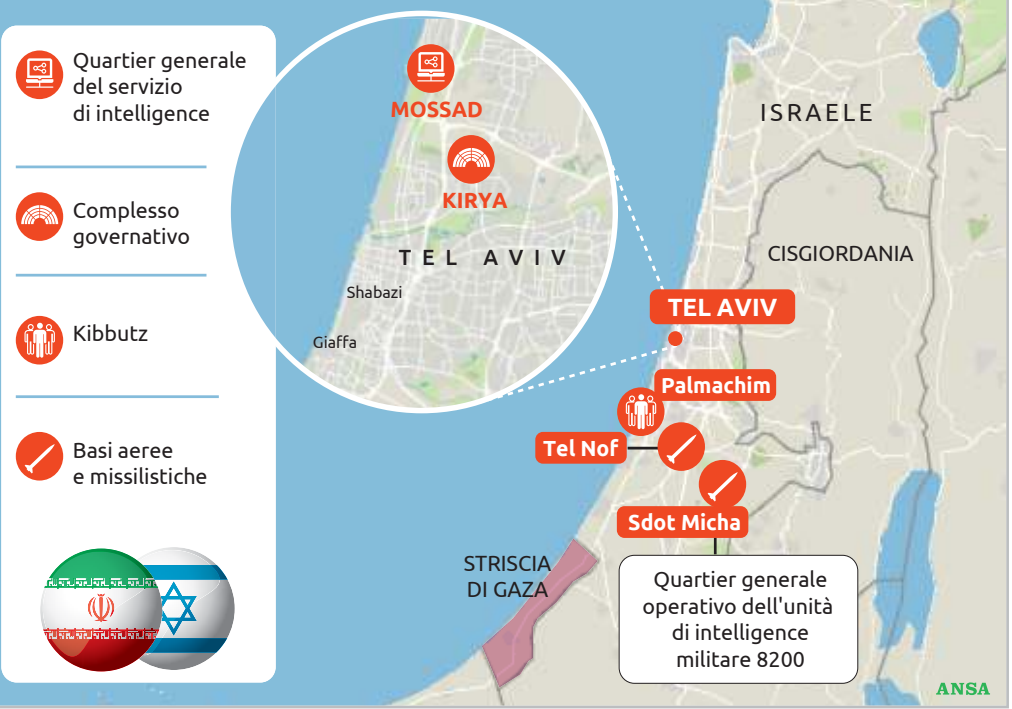 Quartier generale
del servizio
di intelligence
Complesso
governativo
Kibbutz
Basi aeree
e missilistiche
MOSSAD
KIRYA
TEL AVIV
Shabazi
Giaffa
ISRAELE
CISGIORDANIA
TEL AVIV
Palmachim
Tel Nof
Sdot Micha
STRISCIA
DI GAZA
Quartier generale
operativo dell'unità
di intelligence
militare 8200
ANSA